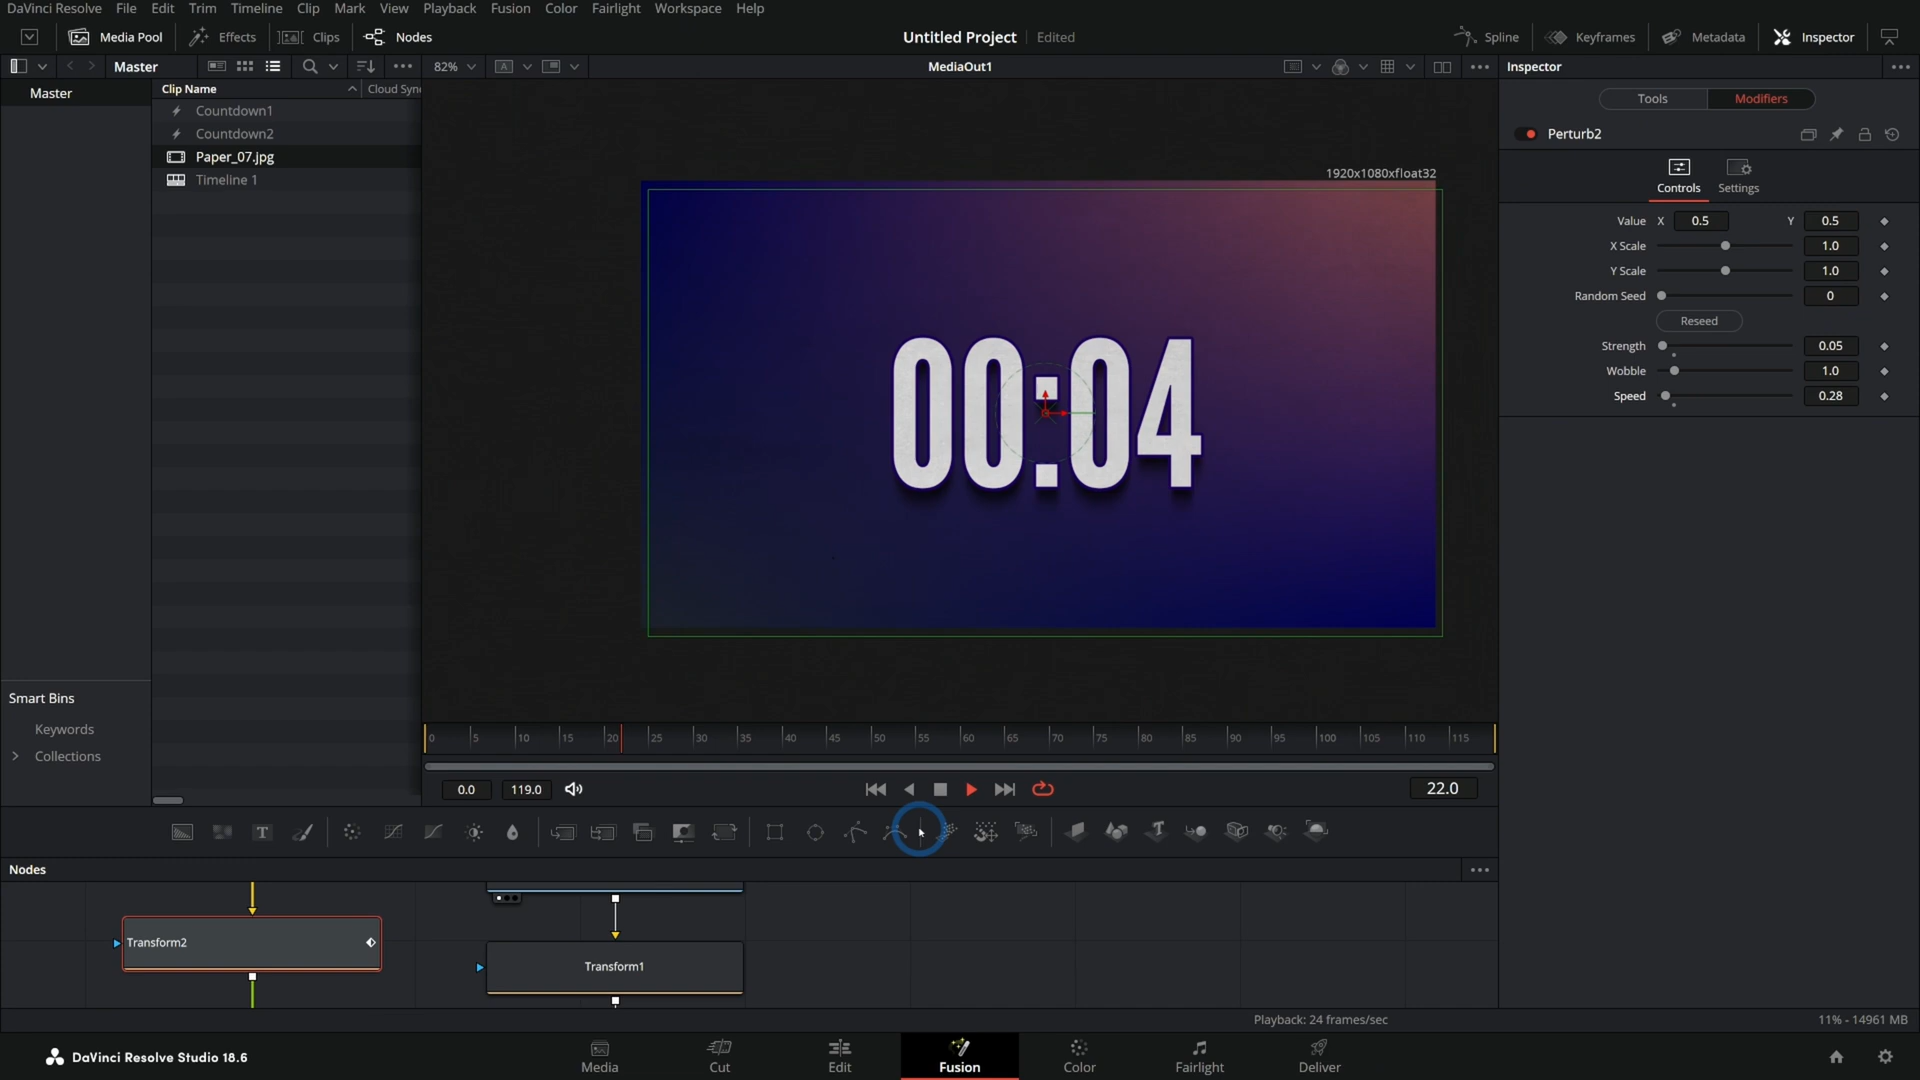 DaVinci Resolve File Edit Trim Timeline Clip Mark View Playback Fusion Color Fairlight Workspace Help
Media Pool Effects Clips Nodes Untitled Project Edited Spline Keyframes Metadata Inspector
Master 82% MediaOut1 Inspector
Master Clip Name Cloud Sync
Countdown1
Countdown2
Paper_07.jpg
Timeline 1
Tools Modifiers
Perturb2
Controls Settings
Value X 0.5 Y 0.5
X Scale 1.0
Y Scale 1.0
Random Seed 0
Reseed
Strength 0.05
Wobble 1.0
Speed 0.28
1920x1080xfloat32
00:04
Smart Bins
Keywords
Collections
0 5 10 15 20 25 30 35 40 45 50 55 60 65 70 75 80 85 90 95 100 105 110 115
0.0 119.0 22.0
Nodes
Transform2
Transform1
Playback: 24 frames/sec 11% - 14961 MB
DaVinci Resolve Studio 18.6
Media Cut Edit Fusion Color Fairlight Deliver